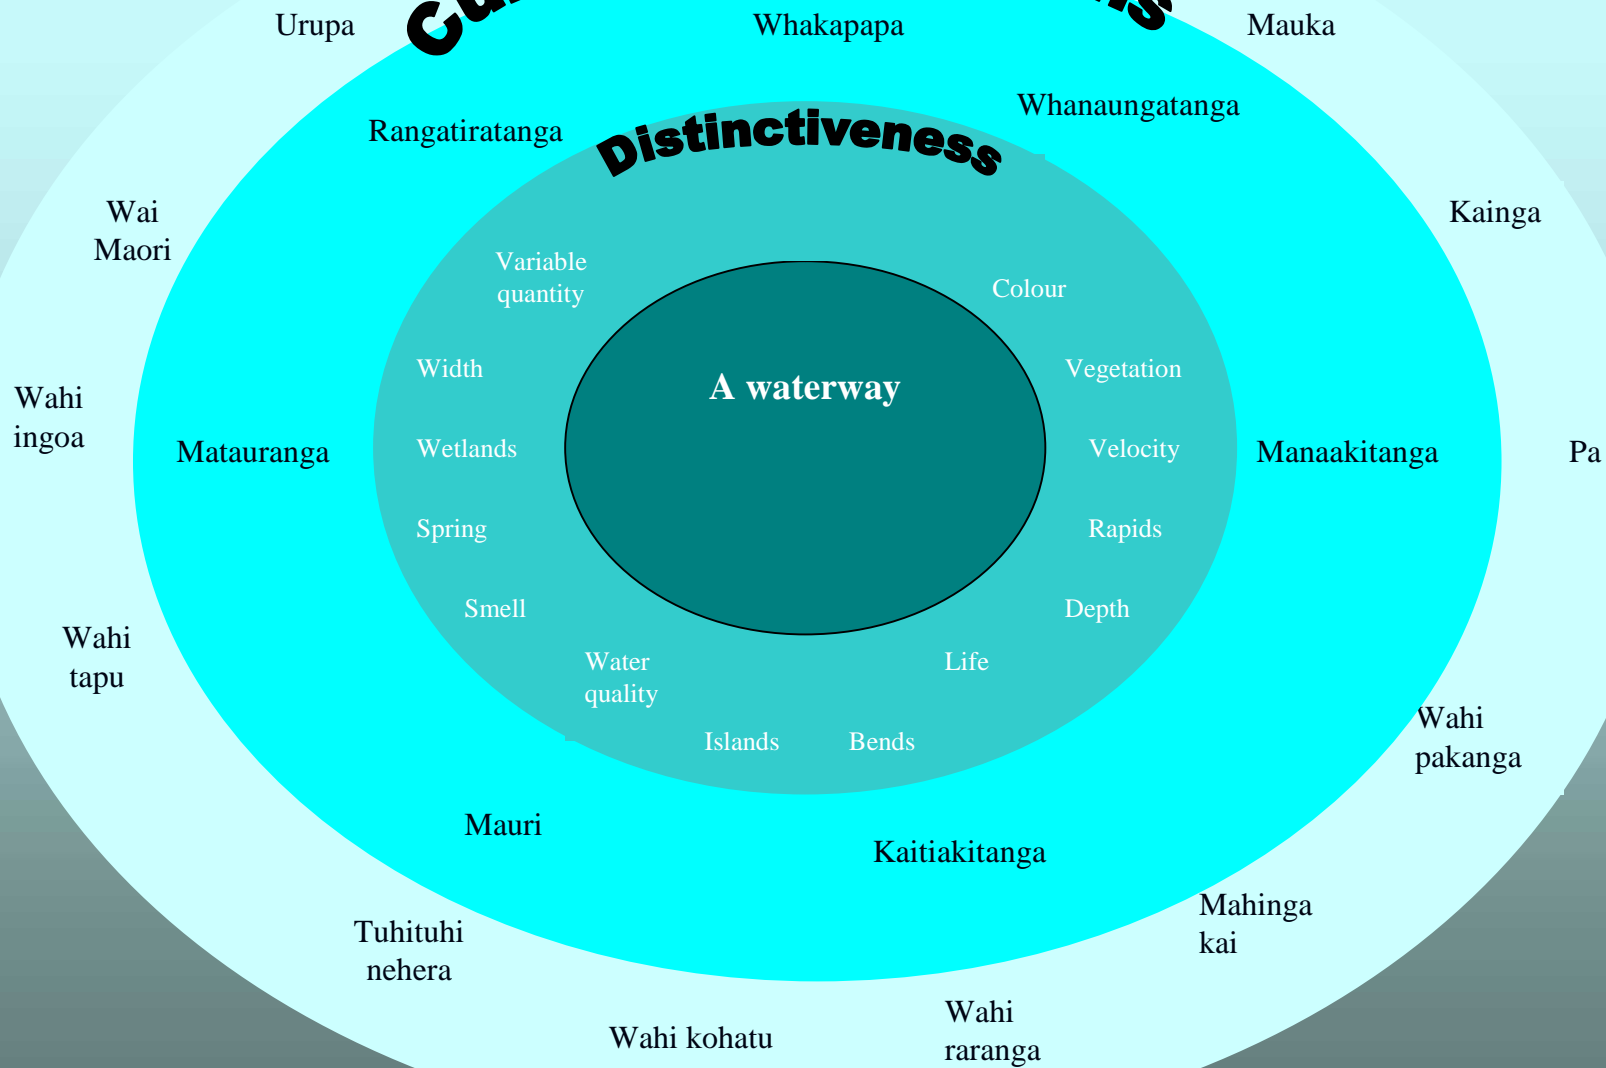 Urupa
Whakapapa
Mauka
Whanaungatanga
Rangatiratanga
Distinctiveness
Wai
Maori
Kainga
Variable
quantity
Colour
Width
A waterway
Vegetation
Wahi
ingoa
Matauranga
Wetlands
Velocity
Manaakitanga
Pa
Spring
Rapids
Smell
Depth
Wahi
tapu
Water
quality
Life
Islands
Bends
Wahi
pakanga
Mauri
Kaitiakitanga
Mahinga
kai
Tuhituhi
nehera
Wahi kohatu
Wahi
raranga